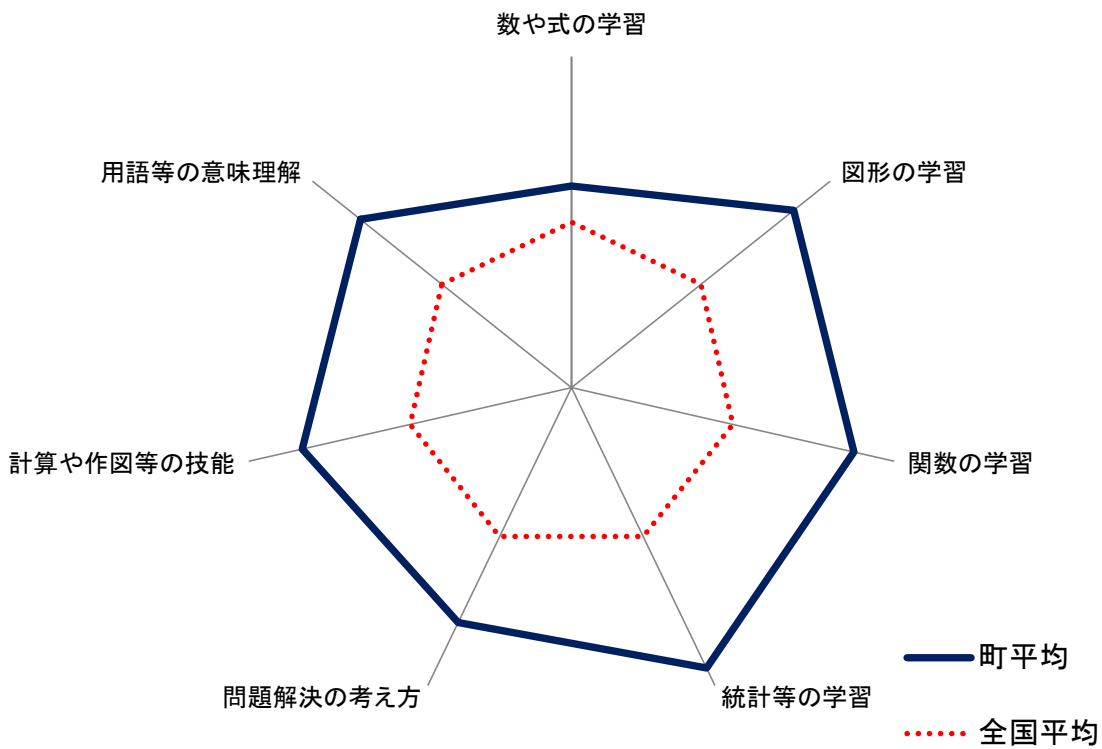 数や式の学習
図形の学習
関数の学習
統計等の学習
問題解決の考え方
計算や作図等の技能
用語等の意味理解
町平均
全国平均